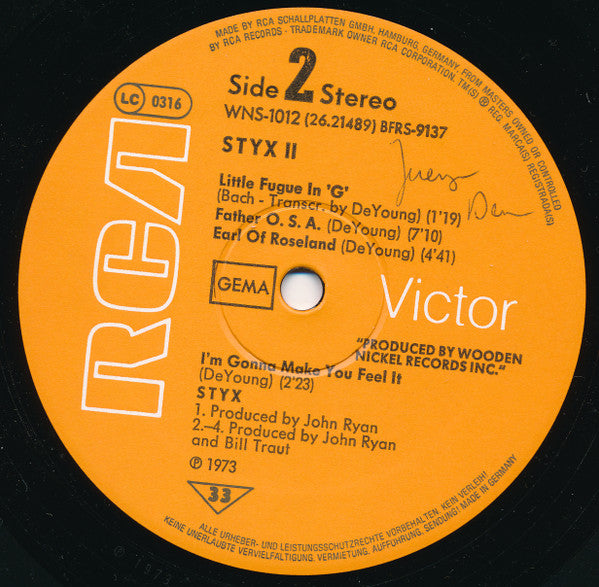 MADE BY RCA SCHALLPLATTEN GMBH, HAMBURG, GERMANY, FROM MASTERS OWNED OR CONTROLLED
BY RCA RECORDS - TRADEMARK OWNER RCA CORPORATION. TM(S) ® REG. MARCA(S) REGISTRADA(S)
LC 0316
Side 2 Stereo
WNS-1012 (26.21489) BFRS-9137
STYX II
Little Fugue In 'G'
(Bach - Transcr. by DeYoung) (1'19)
Father O. S. A. (DeYoung) (7'10)
Earl Of Roseland (DeYoung) (4'41)
RCA
GEMA
Victor
"PRODUCED BY WOODEN
NICKEL RECORDS INC."
I'm Gonna Make You Feel It
(DeYoung) (2'23)
STYX
1. Produced by John Ryan
2.–4. Produced by John Ryan
and Bill Traut
℗ 1973
33
ALLE URHEBER- UND LEISTUNGSSCHUTZRECHTE VORBEHALTEN. KEIN VERLEIH!
KEINE UNERLAUBTE VERVIELFÄLTIGUNG, VERMIETUNG, AUFFÜHRUNG, SENDUNG! MADE IN GERMANY